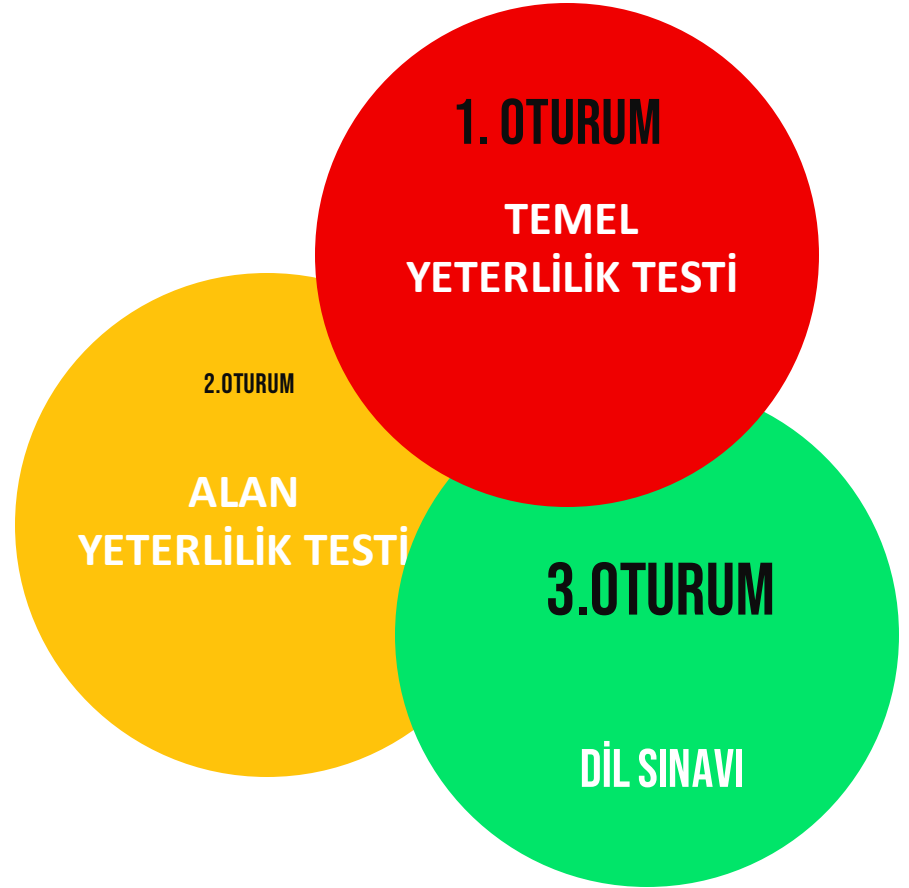 1. OTURUM
TEMEL
YETERLİLİK TESTİ
2.OTURUM
ALAN
YETERLİLİK TESTİ
3.OTURUM
DİL SINAVI